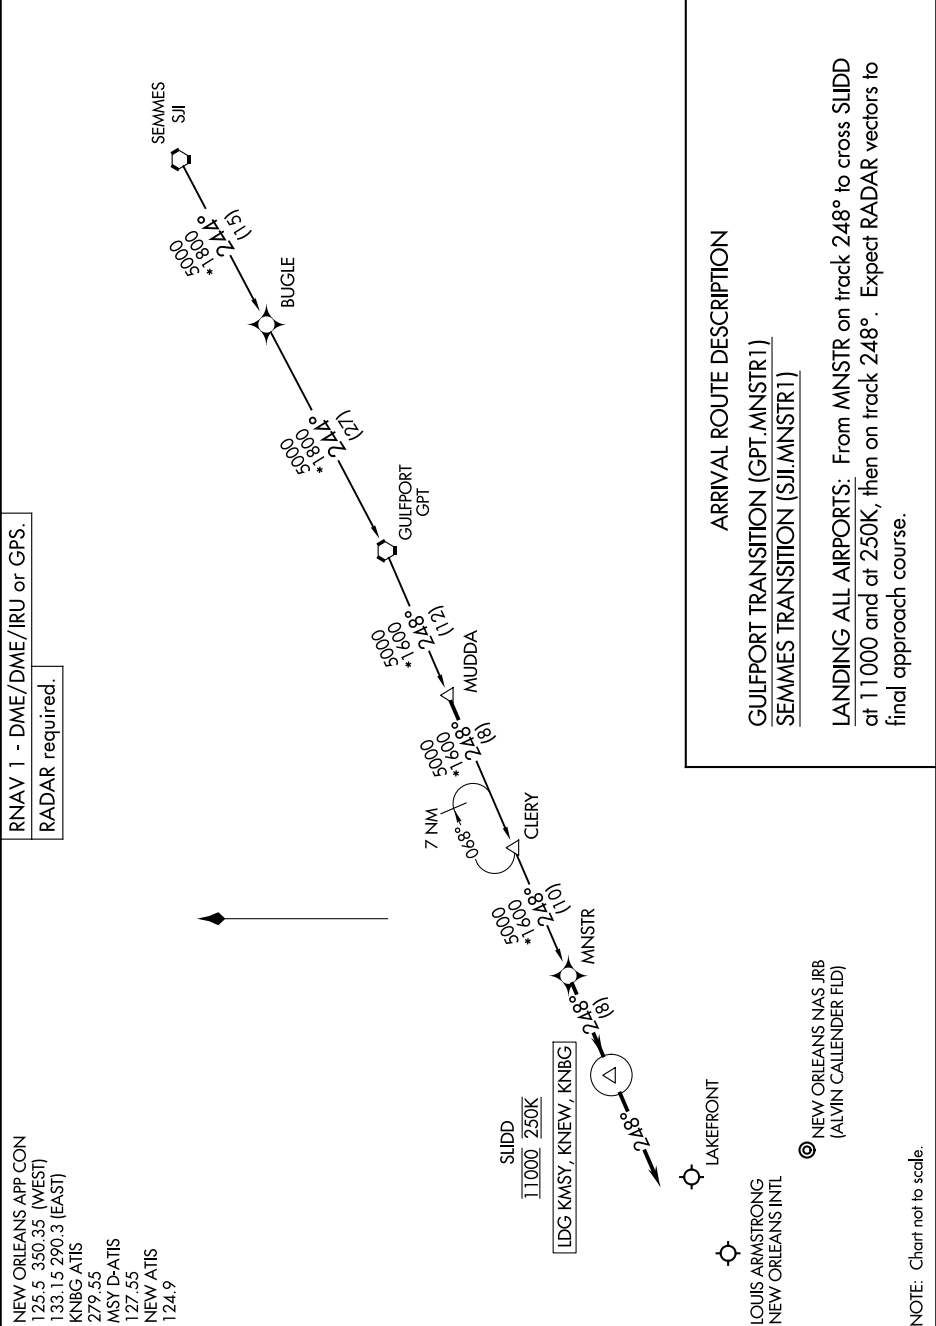 NEW ORLEANS APP CON
125.5 350.35 (WEST)
133.15 290.3 (EAST)
KNBG ATIS
279.55
MSY D-ATIS
127.55
NEW ATIS
124.9
RNAV 1 - DME/DME/IRU or GPS.
RADAR required.
SEMMES
SJI
5000
*1800
244°
(15)
BUGLE
5000
*1800
244°
(27)
GULFPORT
GPT
5000
*1600
248°
(12)
MUDDA
5000
*1600
248°
(8)
7 NM
068°
CLERY
5000
*1600
248°
(10)
MNSTR
248°
(8)
SLIDD
11000 250K
LDG KMSY, KNEW, KNBG
248°
LAKEFRONT
LOUIS ARMSTRONG
NEW ORLEANS INTL
NEW ORLEANS NAS JRB
(ALVIN CALLENDER FLD)
NOTE: Chart not to scale.
ARRIVAL ROUTE DESCRIPTION
GULFPORT TRANSITION (GPT.MNSTR1)
SEMMES TRANSITION (SJI.MNSTR1)
LANDING ALL AIRPORTS: From MNSTR on track 248° to cross SLIDD
at 11000 and at 250K, then on track 248°. Expect RADAR vectors to
final approach course.